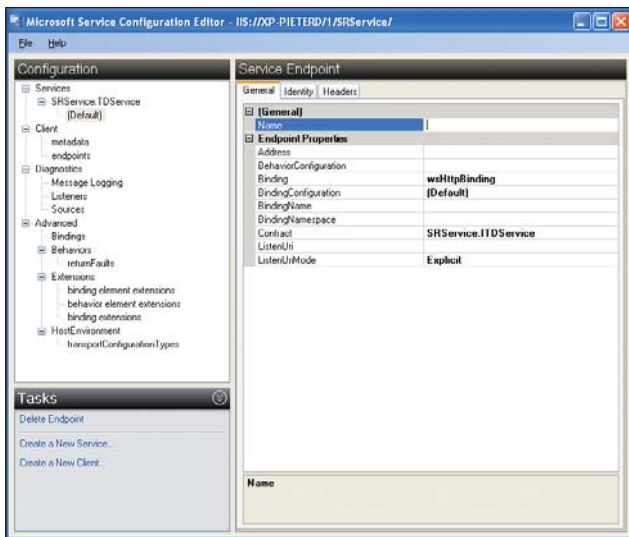 Microsoft Service Configuration Editor - IIS://XP-PIETERD/1/SRService/
File Help
Configuration
Services
SRService.TDService
(Default)
Client
metadata
endpoints
Diagnostics
Message Logging
Listeners
Sources
Advanced
Bindings
Behaviors
returnFaults
Extensions
binding element extensions
behavior element extensions
binding extensions
HostEnvironment
transportConfigurationTypes
Tasks
Delete Endpoint
Create a New Service...
Create a New Client...
Service Endpoint
General Identity Headers
(General)
Name
Endpoint Properties
Address
BehaviorConfiguration
Binding wsHttpBinding
BindingConfiguration (Default)
BindingName
BindingNamespace
Contract SRService.ITDService
ListenUri
ListenUriMode Explicit
Name